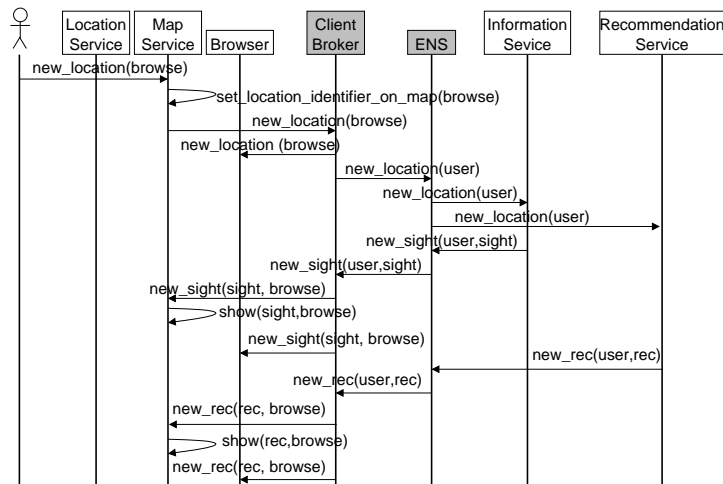 Location
Service
Map
Service
Browser
Client
Broker
ENS
Information
Sevice
Recommendation
Service
new_location(browse)
set_location_identifier_on_map(browse)
new_location(browse)
new_location (browse)
new_location(user)
new_location(user)
new_location(user)
new_sight(user,sight)
new_sight(user,sight)
new_sight(sight, browse)
show(sight,browse)
new_sight(sight, browse)
new_rec(user,rec)
new_rec(user,rec)
new_rec(rec, browse)
show(rec,browse)
new_rec(rec, browse)